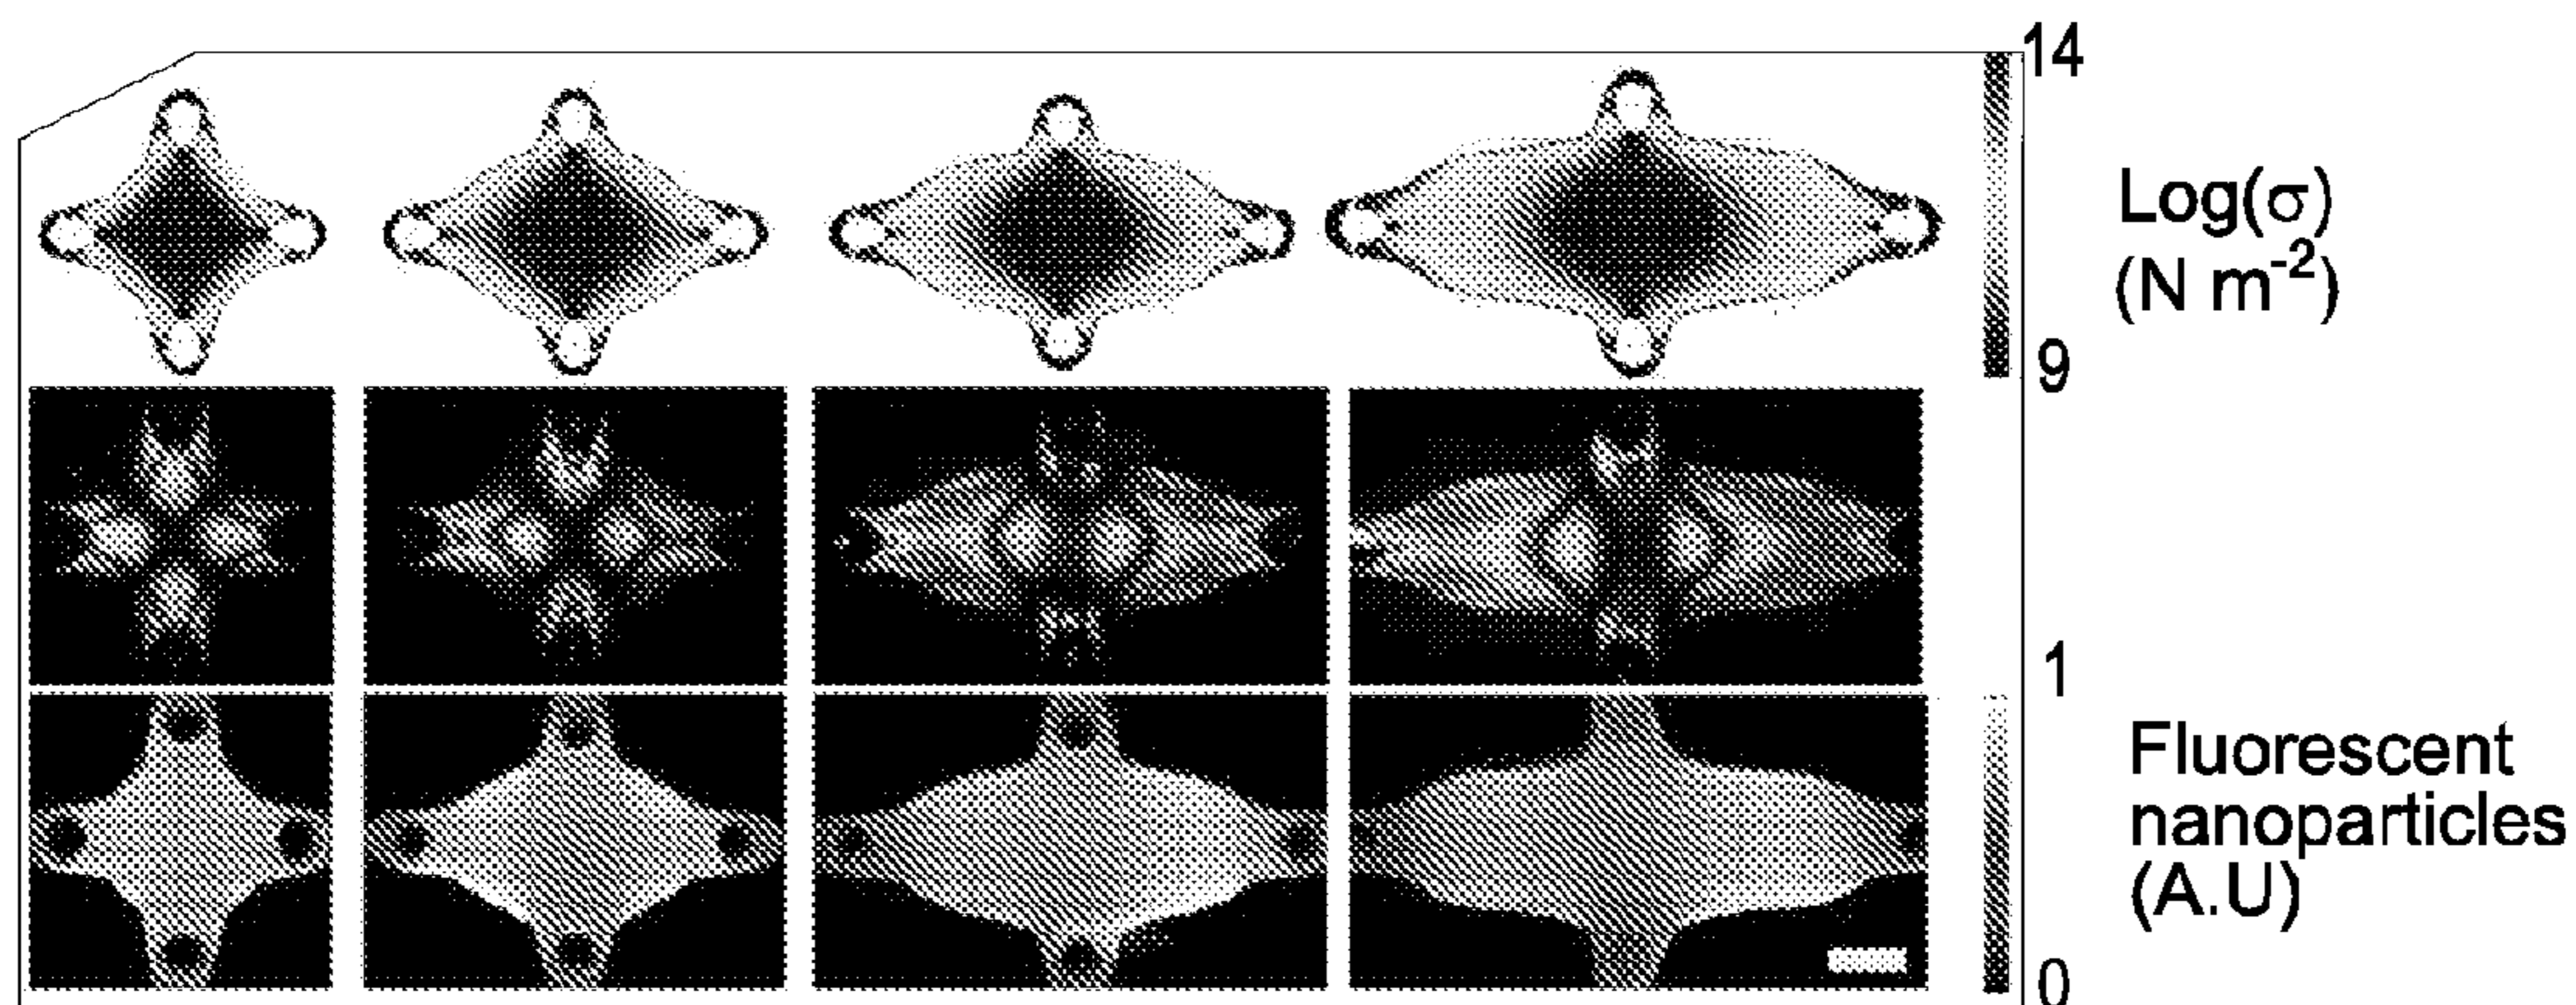 14
Log(σ)
(N m⁻²)
9
1
Fluorescent
nanoparticles
(A.U)
0